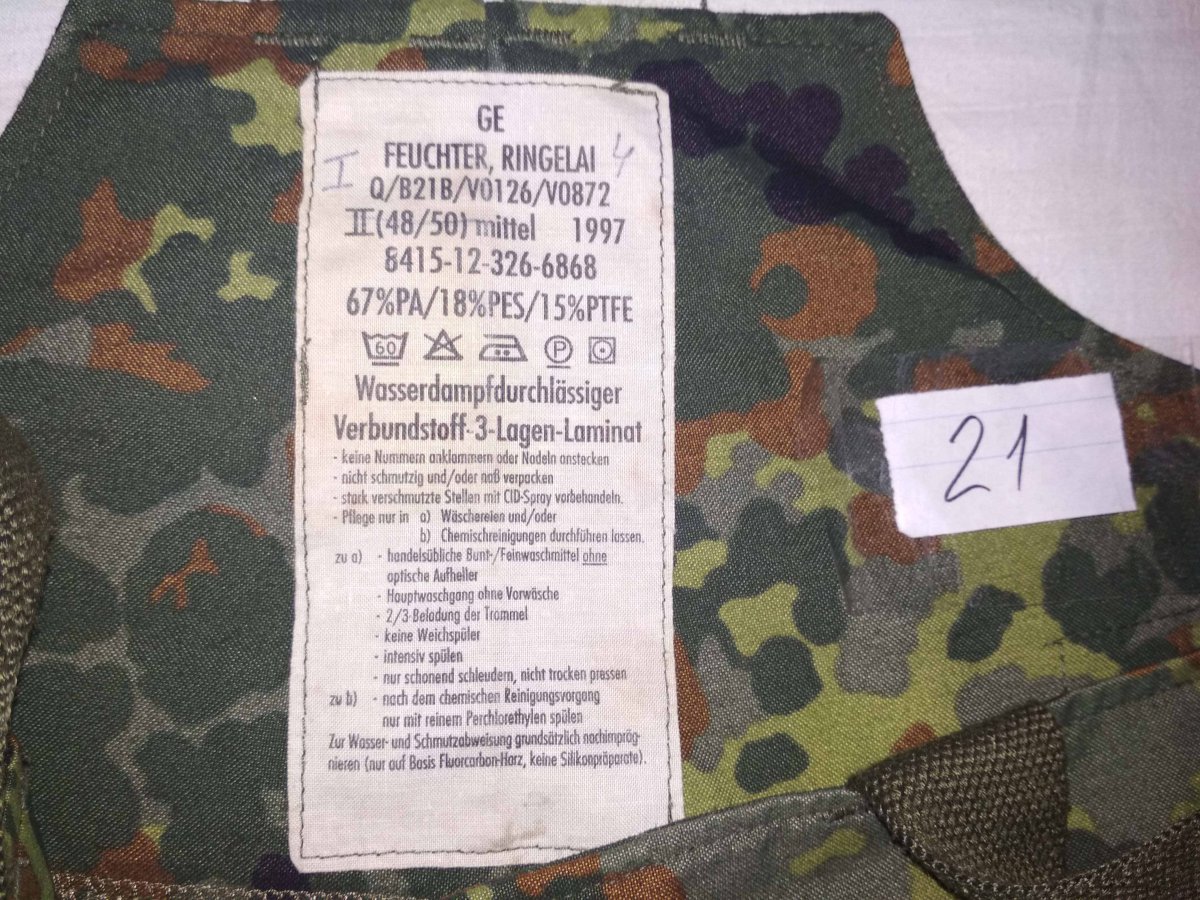 GE
I FEUCHTER, RINGELAI 4
Q/B21B/V0126/V0872
II (48/50) mittel 1997
8415-12-326-6868
67%PA/18%PES/15%PTFE
60 P
Wasserdampfdurchlässiger
Verbundstoff-3-Lagen-Laminat
- keine Nummern anklammern oder Nadeln anstecken
- nicht schmutzig und/oder naß verpacken
- stark verschmutzte Stellen mit CID-Spray vorbehandeln.
- Pflege nur in a) Wäschereien und/oder
b) Chemischreinigungen durchführen lassen.
zu a) - handelsübliche Bunt-/Feinwaschmittel ohne
optische Aufheller
- Hauptwaschgang ohne Vorwäsche
- 2/3-Beladung der Trommel
- keine Weichspüler
- intensiv spülen
- nur schonend schleudern, nicht trocken pressen
zu b) - nach dem chemischen Reinigungsvorgang
nur mit reinem Perchlorethylen spülen
Zur Wasser- und Schmutzabweisung grundsätzlich nachimpräg-
nieren (nur auf Basis Fluorcarbon-Harz, keine Silikonpräparate).
21